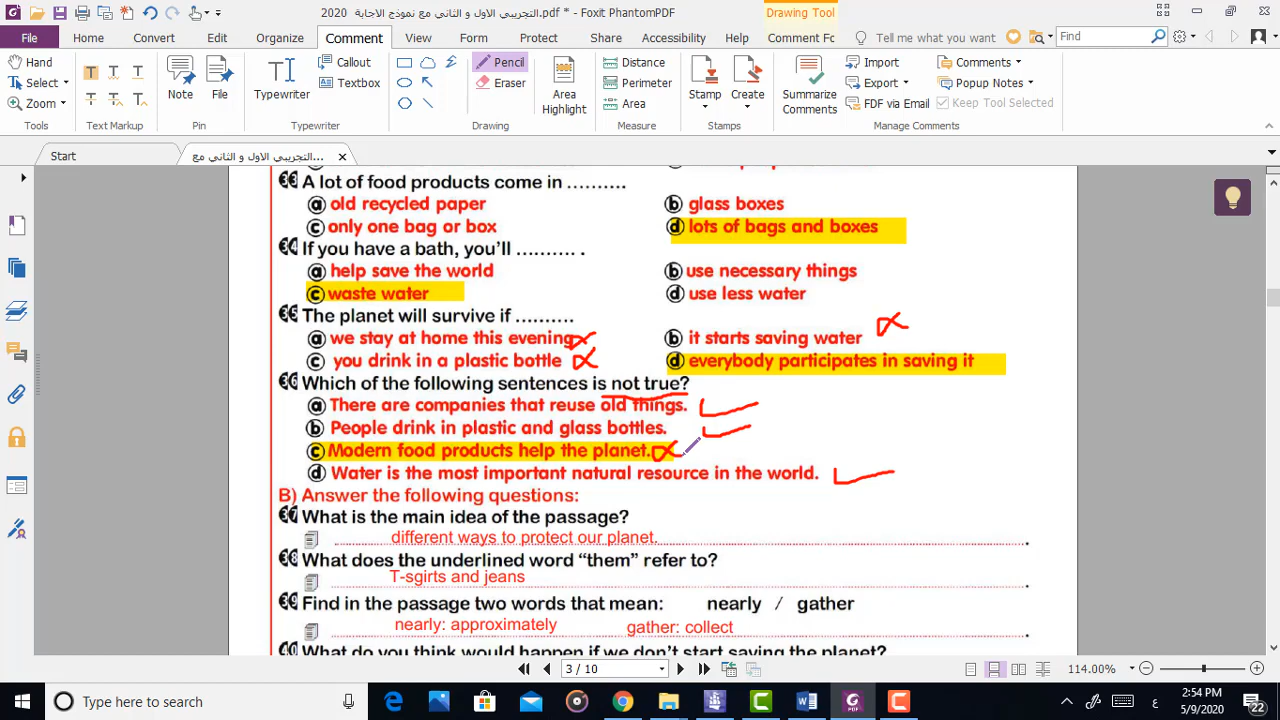 التجريبي الاول و الثاني مع نموذج الاجابة 2020.pdf * - Foxit PhantomPDF
Drawing Tool
File Home Convert Edit Organize Comment View Form Protect Share Accessibility Help Comment Fc Tell me what you want Find
Hand
Select
Zoom
Tools
Text Markup
Note
File
Pin
Typewriter
Callout
Textbox
Typewriter
Pencil
Eraser
Drawing
Area Highlight
Distance
Perimeter
Area
Measure
Stamp
Create
Stamps
Summarize Comments
Import
Export
FDF via Email
Comments
Popup Notes
Keep Tool Selected
Manage Comments
Start
التجريبي الاول و الثاني مع...
33 A lot of food products come in ..........
a old recycled paper b glass boxes
c only one bag or box d lots of bags and boxes
34 If you have a bath, you'll .......... .
a help save the world b use necessary things
c waste water d use less water
35 The planet will survive if ..........
a we stay at home this evening b it starts saving water
c you drink in a plastic bottle d everybody participates in saving it
36 Which of the following sentences is not true?
a There are companies that reuse old things.
b People drink in plastic and glass bottles.
c Modern food products help the planet.
d Water is the most important natural resource in the world.
B) Answer the following questions:
37 What is the main idea of the passage?
different ways to protect our planet.
38 What does the underlined word "them" refer to?
T-sgirts and jeans
39 Find in the passage two words that mean: nearly / gather
nearly: approximately gather: collect
40 What do you think would happen if we don't start saving the planet?
3 / 10
114.00%
Type here to search
ع
2:54 PM
5/9/2020
22